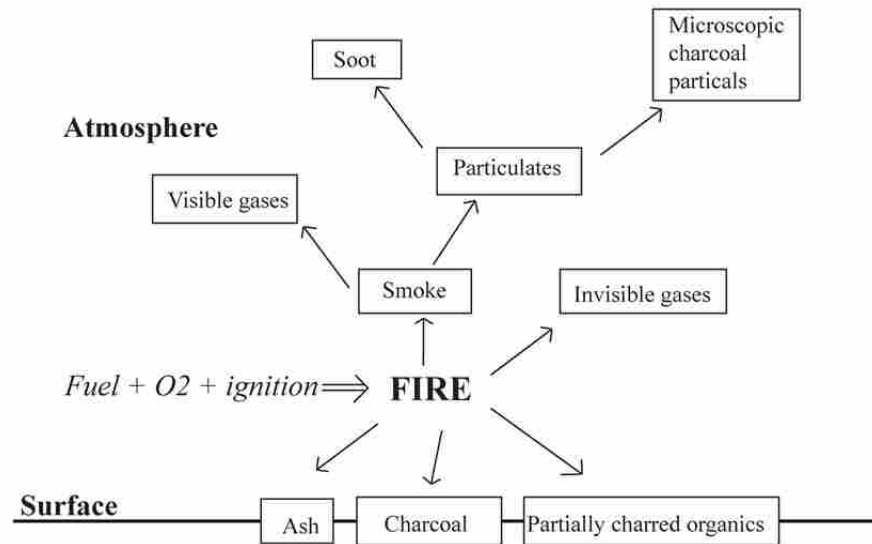 Microscopic
charcoal
particals
Soot
Atmosphere
Particulates
Visible gases
Smoke
Invisible gases
Fuel + O2 + ignition
FIRE
Surface
Ash
Charcoal
Partially charred organics